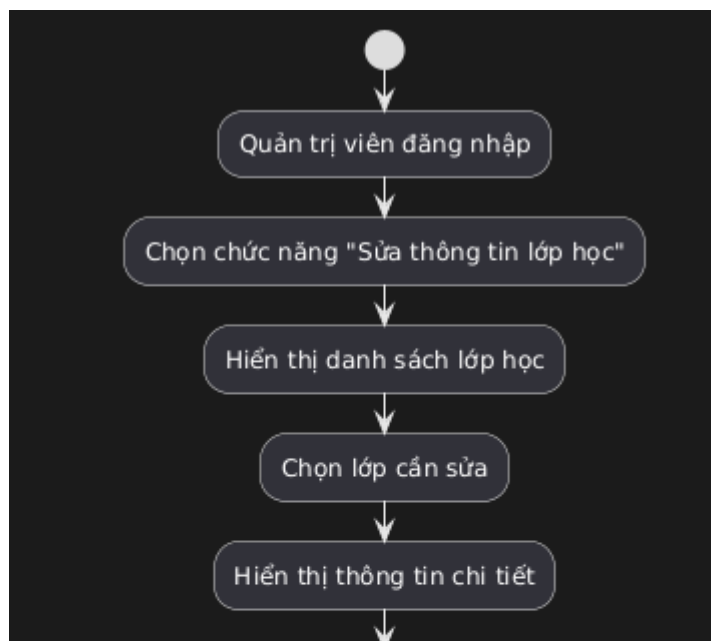 Quản trị viên đăng nhập
Chọn chức năng "Sửa thông tin lớp học"
Hiển thị danh sách lớp học
Chọn lớp cần sửa
Hiển thị thông tin chi tiết